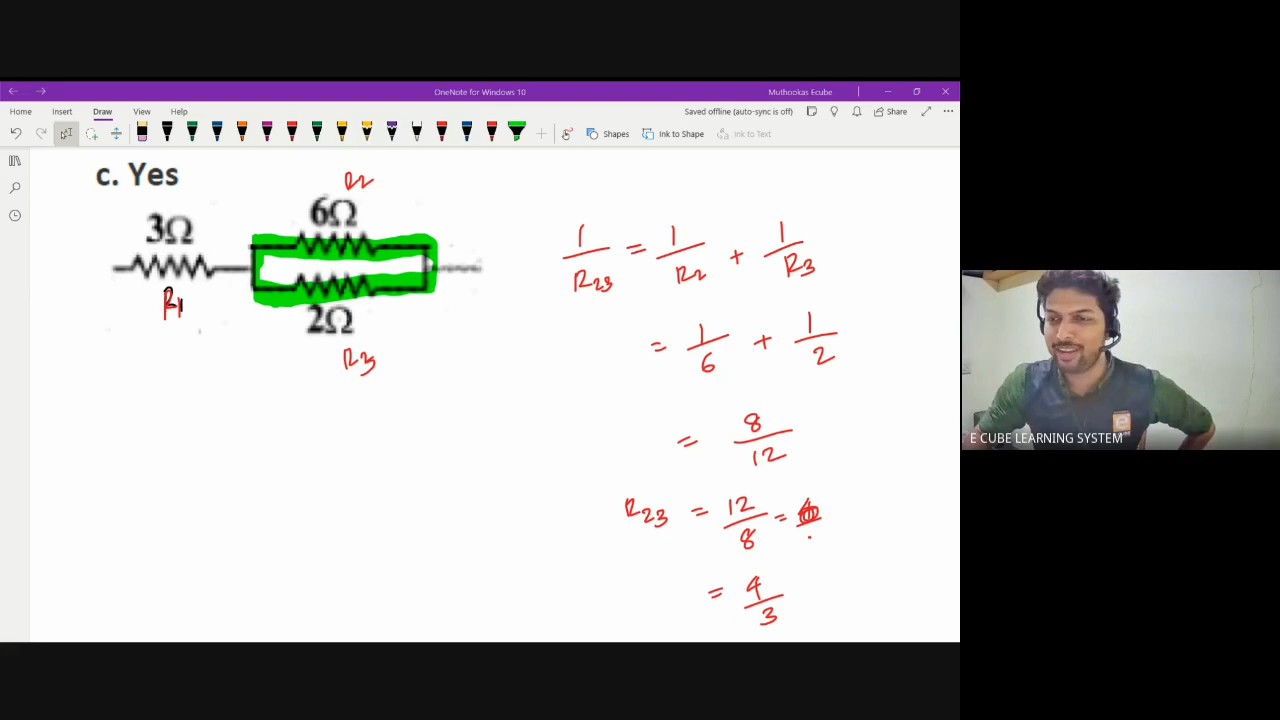 OneNote for Windows 10
Muthookas Ecube
Home Insert Draw View Help
Saved offline (auto-sync is off)
Share
Shapes
Ink to Shape
Ink to Text
c. Yes
R2
6Ω
3Ω
R1
2Ω
R3
1/R23 = 1/R2 + 1/R3
= 1/6 + 1/2
= 8/12
R23 = 12/8 =
= 4/3
E CUBE LEARNING SYSTEM